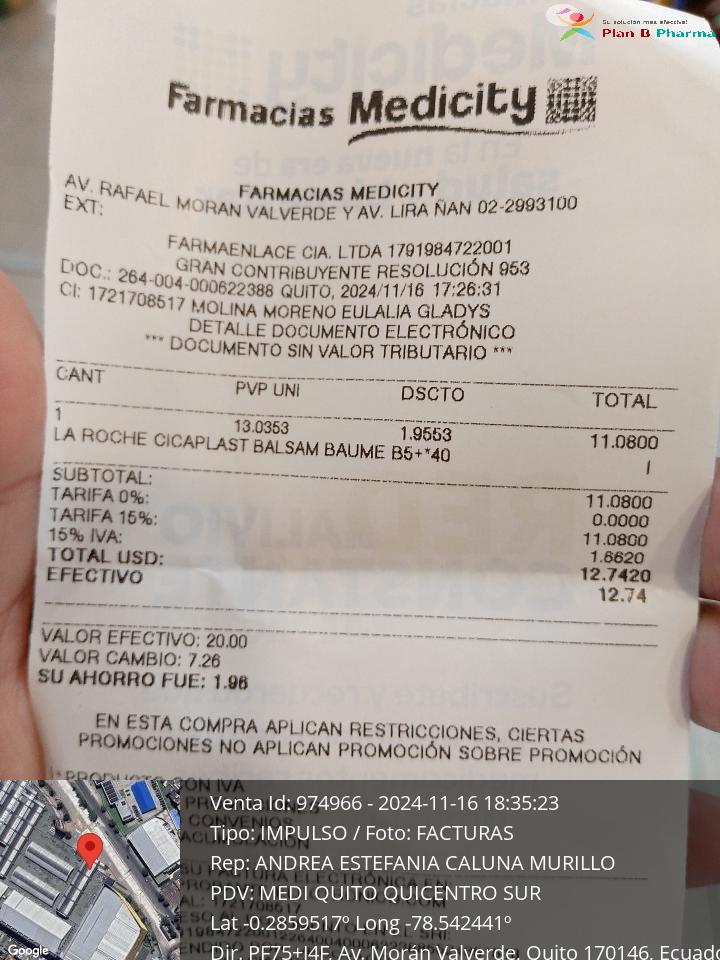 Su solución más efectiva!
Plan B Pharma
Farmacias Medicity
FARMACIAS MEDICITY
AV. RAFAEL MORAN VALVERDE Y AV. LIRA ÑAN 02-2993100
EXT:
FARMAENLACE CIA. LTDA 1791984722001
GRAN CONTRIBUYENTE RESOLUCIÓN 953
DOC.: 264-004-000622388 QUITO, 2024/11/16 17:26:31
CI: 1721708517 MOLINA MORENO EULALIA GLADYS
DETALLE DOCUMENTO ELECTRÓNICO
*** DOCUMENTO SIN VALOR TRIBUTARIO ***
CANT PVP UNI DSCTO TOTAL
1 13.0353 1.9553 11.0800
LA ROCHE CICAPLAST BALSAM BAUME B5+*40 I
SUBTOTAL: 11.0800
TARIFA 0%: 0.0000
TARIFA 15%: 11.0800
15% IVA: 1.6620
TOTAL USD: 12.7420
EFECTIVO 12.74
VALOR EFECTIVO: 20.00
VALOR CAMBIO: 7.26
SU AHORRO FUE: 1.96
EN ESTA COMPRA APLICAN RESTRICCIONES, CIERTAS
PROMOCIONES NO APLICAN PROMOCIÓN SOBRE PROMOCIÓN
PRODUCTO CON IVA
CONVENIOS
Venta Id: 974966 - 2024-11-16 18:35:23
Tipo: IMPULSO / Foto: FACTURAS
Rep: ANDREA ESTEFANIA CALUNA MURILLO
PDV: MEDI QUITO QUICENTRO SUR
Lat -0.2859517º Long -78.542441º
Dir. PF75+J4F, Av. Morán Valverde, Quito 170146, Ecuado
Google